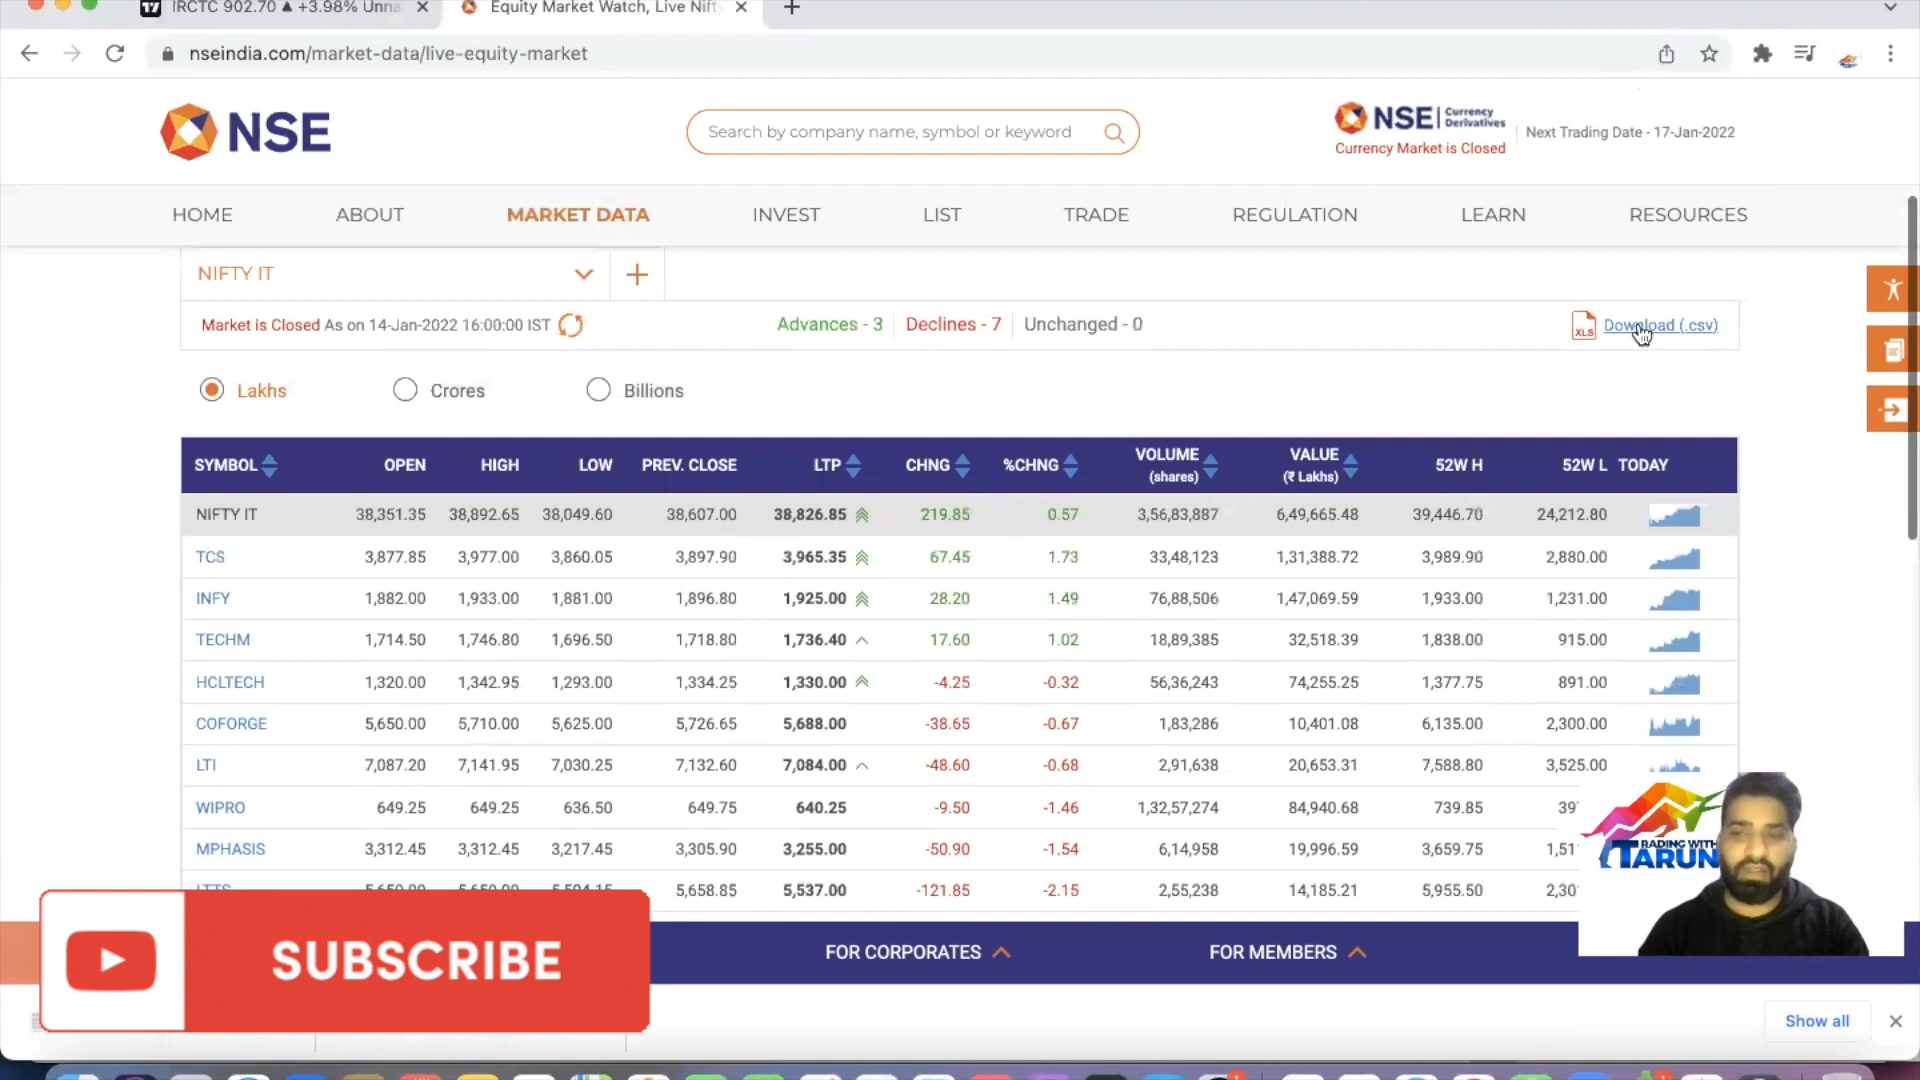 IRCTC 902.70 ▲ +3.98% Unna
Equity Market Watch, Live Nift
nseindia.com/market-data/live-equity-market
NSE
Search by company name, symbol or keyword
NSE | Currency Derivatives
Currency Market is Closed
Next Trading Date - 17-Jan-2022
HOME ABOUT MARKET DATA INVEST LIST TRADE REGULATION LEARN RESOURCES
NIFTY IT
Market is Closed As on 14-Jan-2022 16:00:00 IST Advances - 3 Declines - 7 Unchanged - 0 XLS Download (.csv)
Lakhs Crores Billions
SYMBOL OPEN HIGH LOW PREV. CLOSE LTP CHNG %CHNG VOLUME (shares) VALUE (₹ Lakhs) 52W H 52W L TODAY
NIFTY IT 38,351.35 38,892.65 38,049.60 38,607.00 38,826.85 219.85 0.57 3,56,83,887 6,49,665.48 39,446.70 24,212.80
TCS 3,877.85 3,977.00 3,860.05 3,897.90 3,965.35 67.45 1.73 33,48,123 1,31,388.72 3,989.90 2,880.00
INFY 1,882.00 1,933.00 1,881.00 1,896.80 1,925.00 28.20 1.49 76,88,506 1,47,069.59 1,933.00 1,231.00
TECHM 1,714.50 1,746.80 1,696.50 1,718.80 1,736.40 17.60 1.02 18,89,385 32,518.39 1,838.00 915.00
HCLTECH 1,320.00 1,342.95 1,293.00 1,334.25 1,330.00 -4.25 -0.32 56,36,243 74,255.25 1,377.75 891.00
COFORGE 5,650.00 5,710.00 5,625.00 5,726.65 5,688.00 -38.65 -0.67 1,83,286 10,401.08 6,135.00 2,300.00
LTI 7,087.20 7,141.95 7,030.25 7,132.60 7,084.00 -48.60 -0.68 2,91,638 20,653.31 7,588.80 3,525.00
WIPRO 649.25 649.25 636.50 649.75 640.25 -9.50 -1.46 1,32,57,274 84,940.68 739.85
MPHASIS 3,312.45 3,312.45 3,217.45 3,305.90 3,255.00 -50.90 -1.54 6,14,958 19,996.59 3,659.75
5,658.85 5,537.00 -121.85 -2.15 2,55,238 14,185.21 5,955.50
TRADING WITH
TARUN
FOR CORPORATES FOR MEMBERS
SUBSCRIBE
Show all